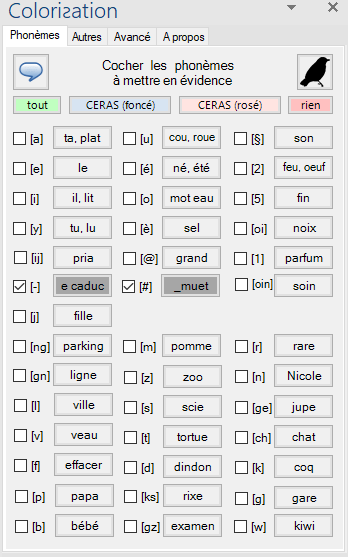 Colorization
Phonèmes Autres Avancé A propos
Cocher les phonèmes
à mettre en évidence
tout CERAS (foncé) CERAS (rosé) rien
[a] ta, plat [u] cou, roue [§] son
[e] le [é] né, été [2] feu, oeuf
[i] il, lit [o] mot eau [5] fin
[y] tu, lu [è] sel [oi] noix
[ij] pria [@] grand [1] parfum
[-] e caduc [#] _muet [oin] soin
[j] fille
[ng] parking [m] pomme [r] rare
[gn] ligne [z] zoo [n] Nicole
[l] ville [s] scie [ge] jupe
[v] veau [t] tortue [ch] chat
[f] effacer [d] dindon [k] coq
[p] papa [ks] rixe [g] gare
[b] bébé [gz] examen [w] kiwi